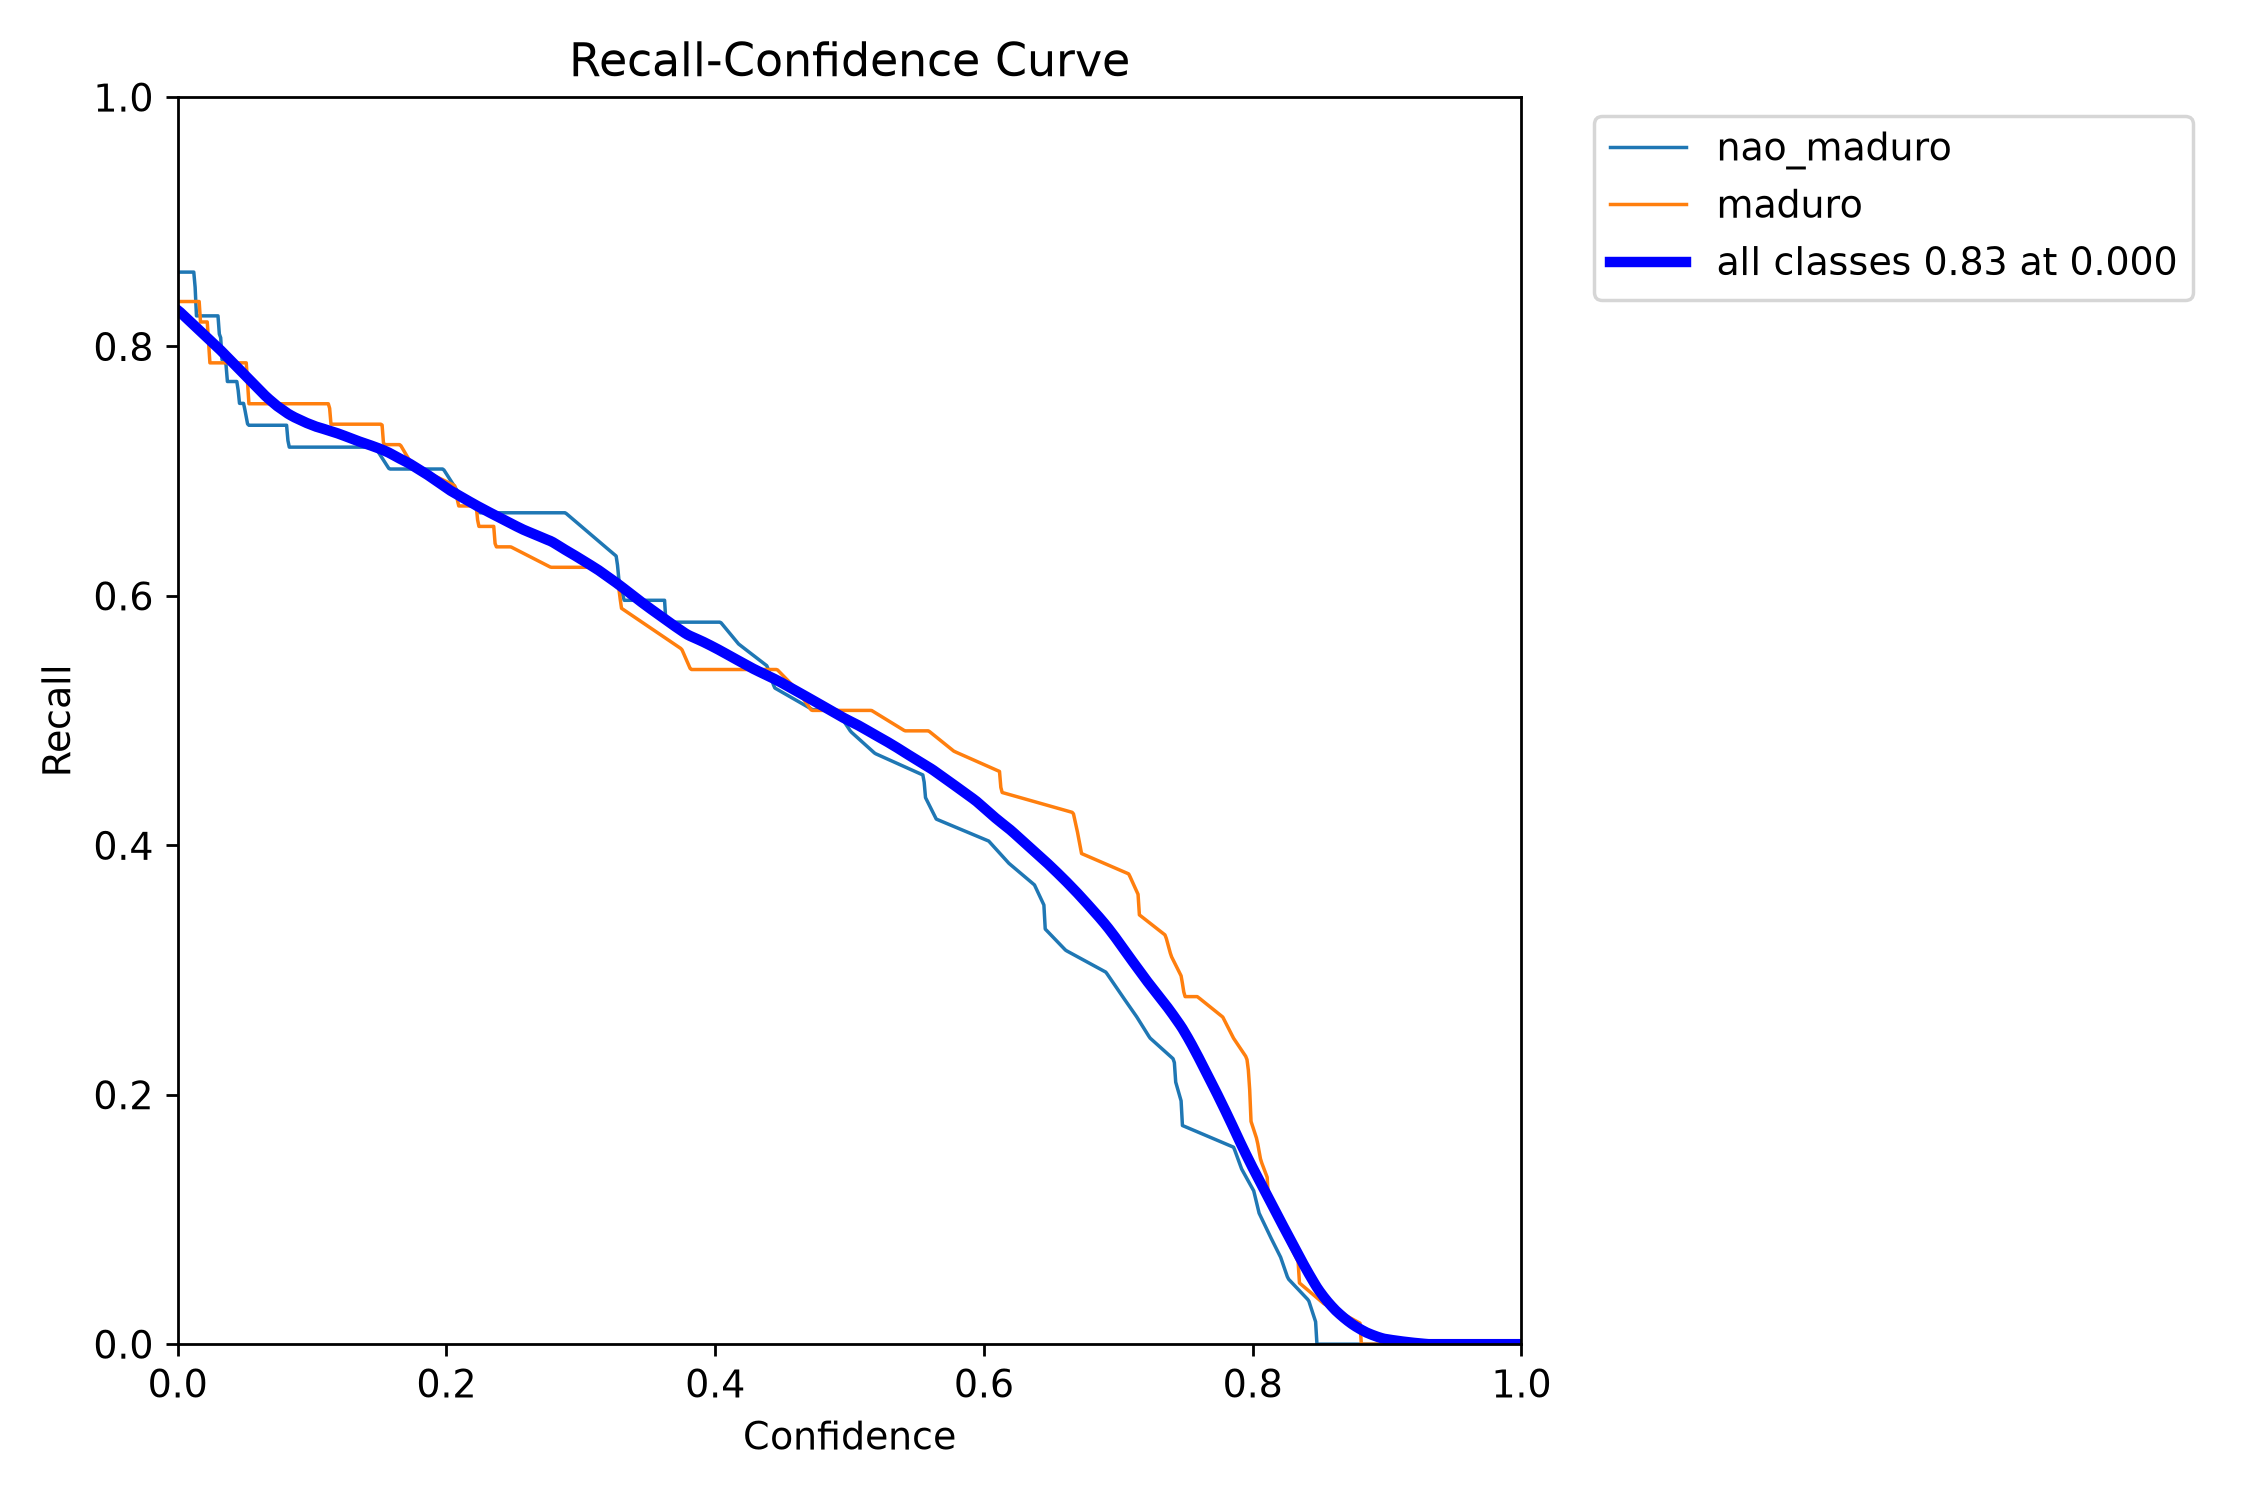 Recall-Confidence Curve
nao_maduro
maduro
all classes 0.83 at 0.000
Recall
1.0
0.8
0.6
0.4
0.2
0.0
0.0 0.2 0.4 0.6 0.8 1.0
Confidence